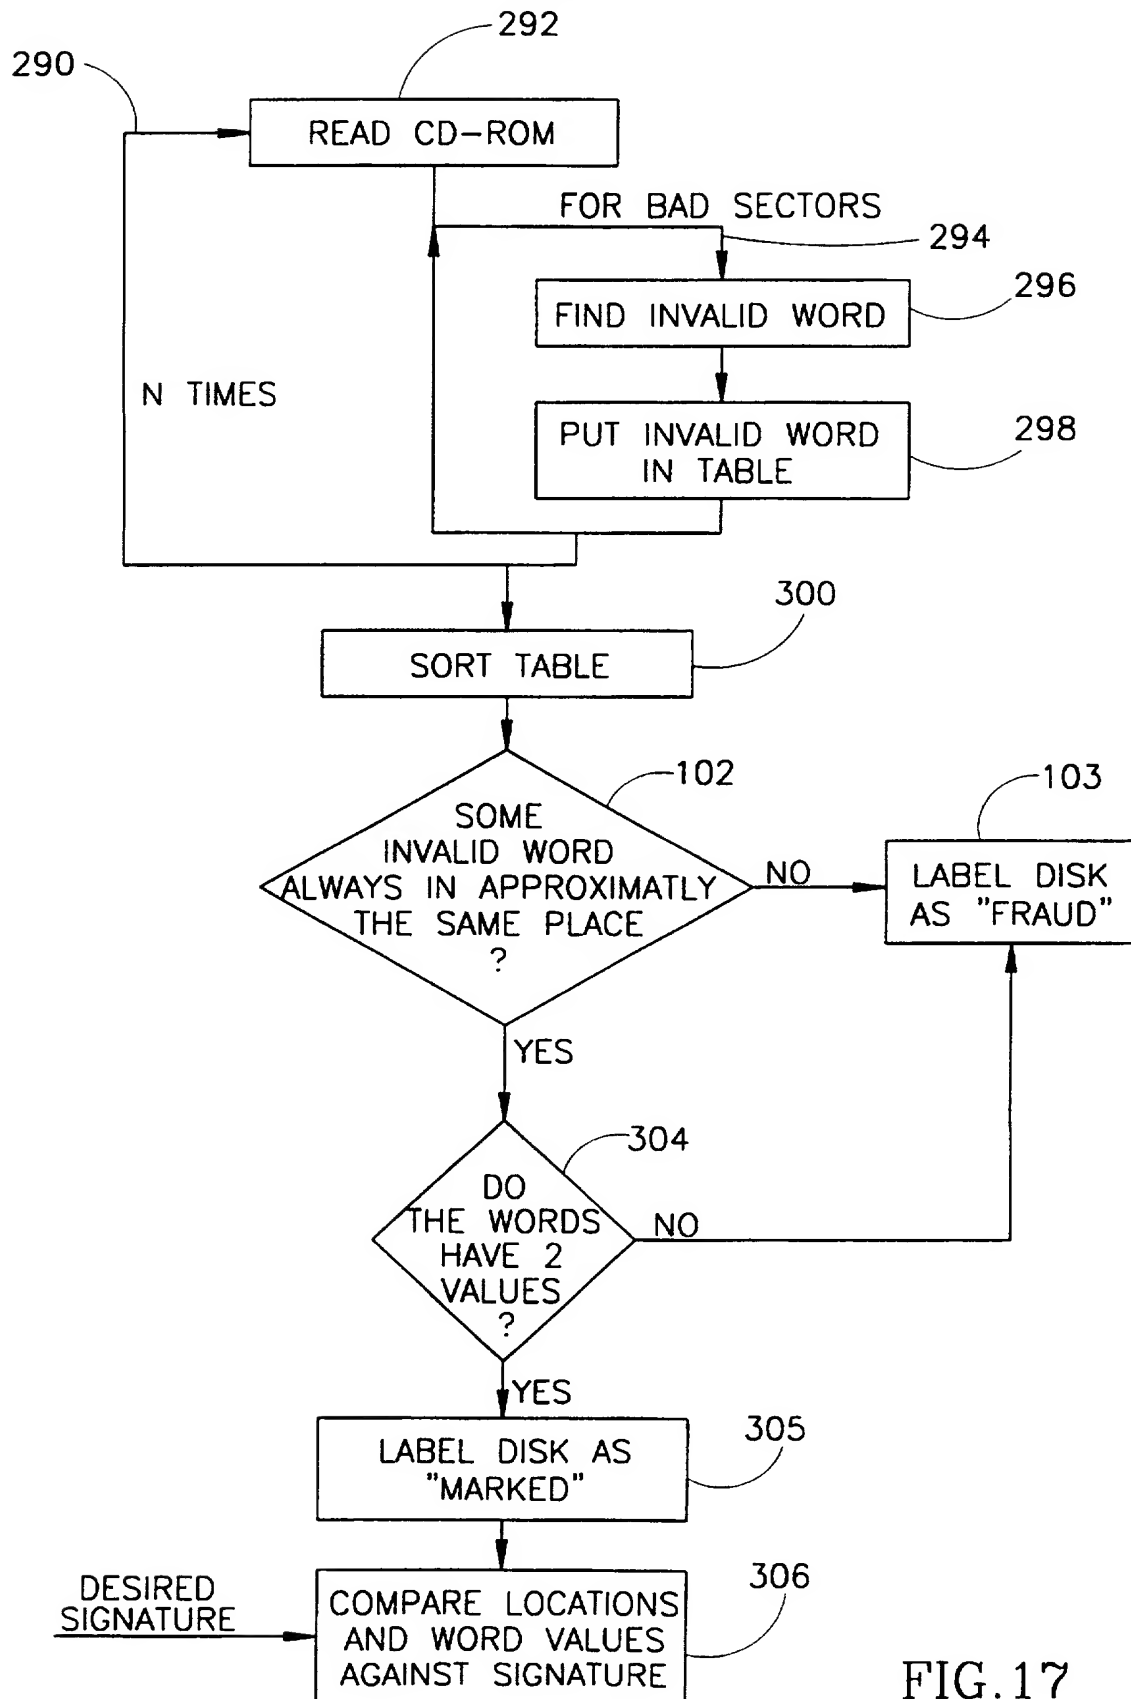 292
290
READ CD-ROM
FOR BAD SECTORS
294
296
FIND INVALID WORD
N TIMES
298
PUT INVALID WORD
IN TABLE
300
SORT TABLE
102
103
SOME
INVALID WORD
ALWAYS IN APPROXIMATLY
THE SAME PLACE
?
NO
LABEL DISK
AS "FRAUD"
YES
304
DO
THE WORDS
HAVE 2
VALUES
?
NO
YES
305
LABEL DISK AS
"MARKED"
306
DESIRED
SIGNATURE
COMPARE LOCATIONS
AND WORD VALUES
AGAINST SIGNATURE
FIG.17